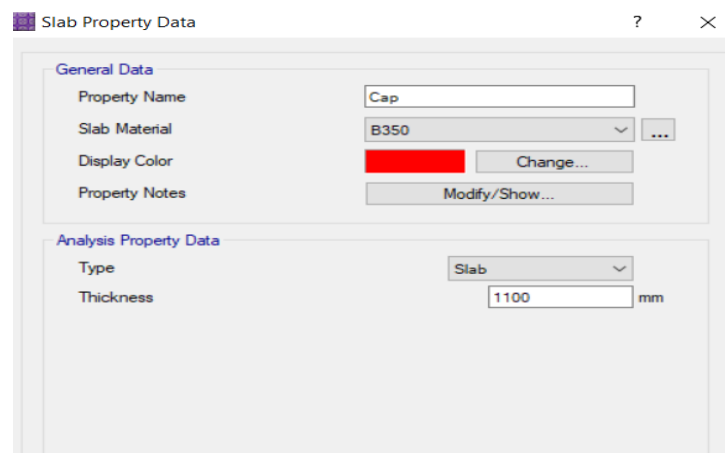 Slab Property Data ?
General Data
Property Name Cap
Slab Material B350 ...
Display Color Change...
Property Notes Modify/Show...
Analysis Property Data
Type Slab
Thickness 1100 mm